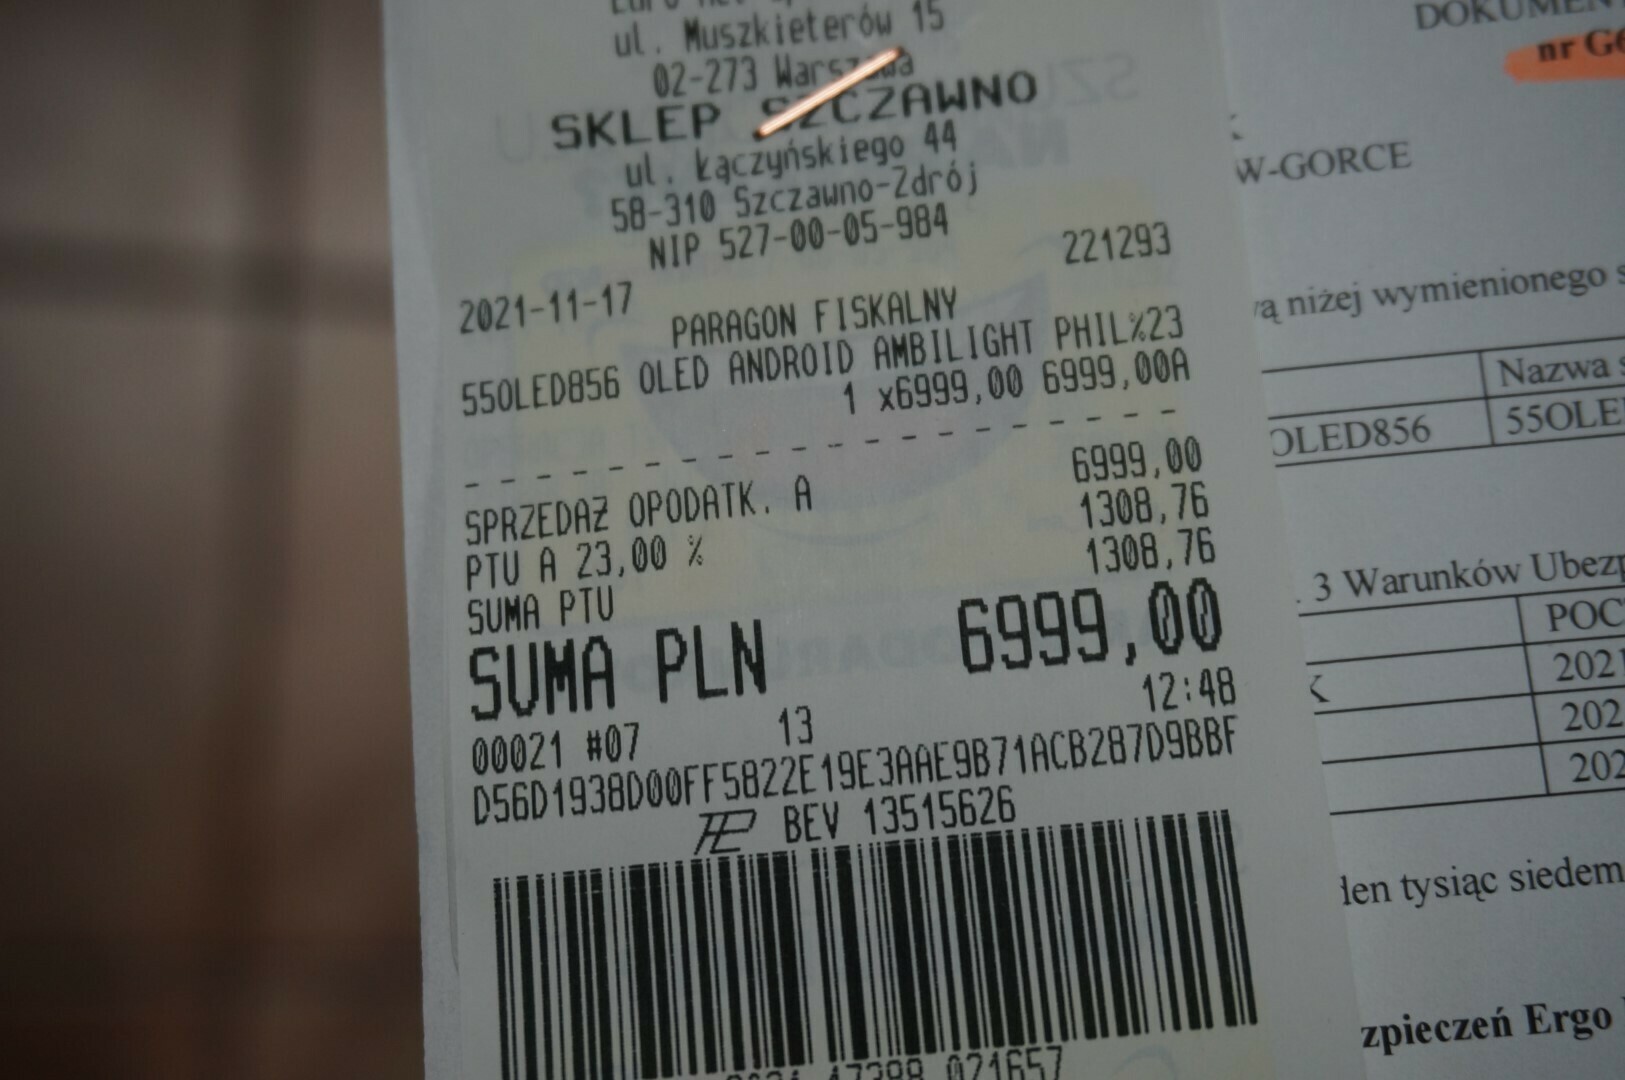 ul. Muszkieterów 15
02-273 Warszawa
SKLEP SZCZAWNO
ul. Łączyńskiego 44
58-310 Szczawno-Zdrój
NIP 527-00-05-984
2021-11-17 221293
PARAGON FISKALNY
55OLED856 OLED ANDROID AMBILIGHT PHIL%23
1 x6999,00 6999,00A
SPRZEDAŻ OPODATK. A 6999,00
PTU A 23,00 % 1308,76
SUMA PTU 1308,76
SUMA PLN 6999,00
00021 #07 13 12:48
D56D1938D00FF5822E19E3AAE9B71ACB287D9BBF
BEV 13515626
021657
DOKUMEN
nr G
W-GORCE
ą niżej wymienionego
Nazwa
OLED856 55OLE
3 Warunków Ubezp
POC
2021
202
202
den tysiąc siedem
zpieczeń Ergo